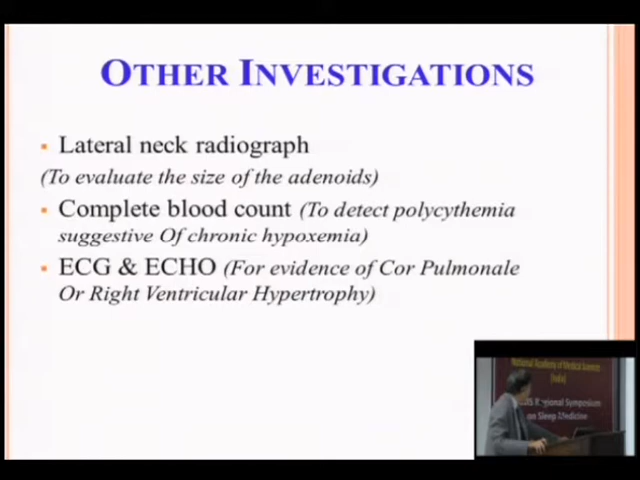 OTHER INVESTIGATIONS
Lateral neck radiograph
(To evaluate the size of the adenoids)
Complete blood count (To detect polycythemia
suggestive Of chronic hypoxemia)
ECG & ECHO (For evidence of Cor Pulmonale
Or Right Ventricular Hypertrophy)
National Academy of Medical Sciences
(India)
Regional Symposium
on Sleep Medicine